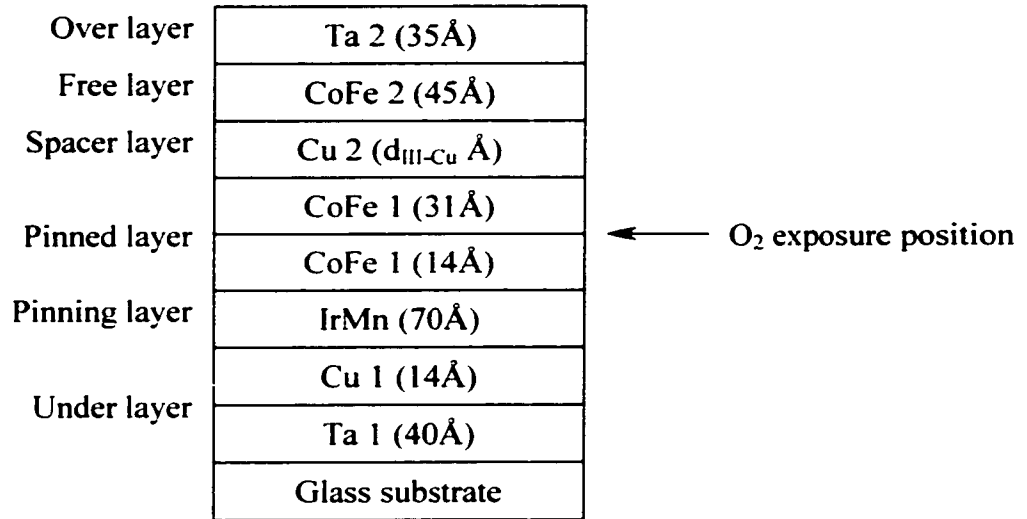 Over layer
Ta 2 (35Å)
Free layer
CoFe 2 (45Å)
Spacer layer
Cu 2 (d_III-Cu Å)
CoFe 1 (31Å)
Pinned layer
O₂ exposure position
CoFe 1 (14Å)
Pinning layer
IrMn (70Å)
Cu 1 (14Å)
Under layer
Ta 1 (40Å)
Glass substrate